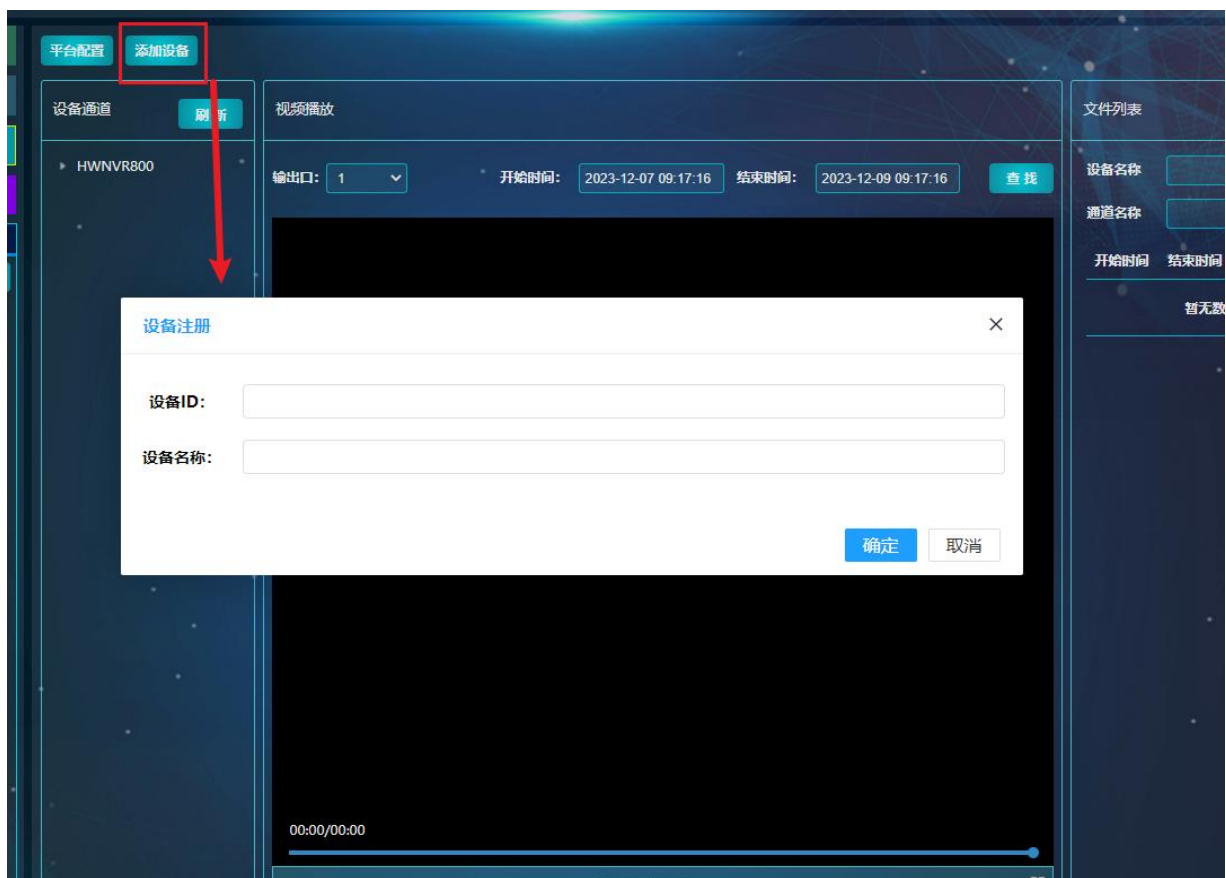 平台配置 添加设备
设备通道 刷新
视频播放
文件列表
HWNVR800
输出口： 1 开始时间： 2023-12-07 09:17:16 结束时间： 2023-12-09 09:17:16 查找
设备名称
通道名称
开始时间 结束时间
暂无数
设备注册
设备ID：
设备名称：
确定 取消
00:00/00:00